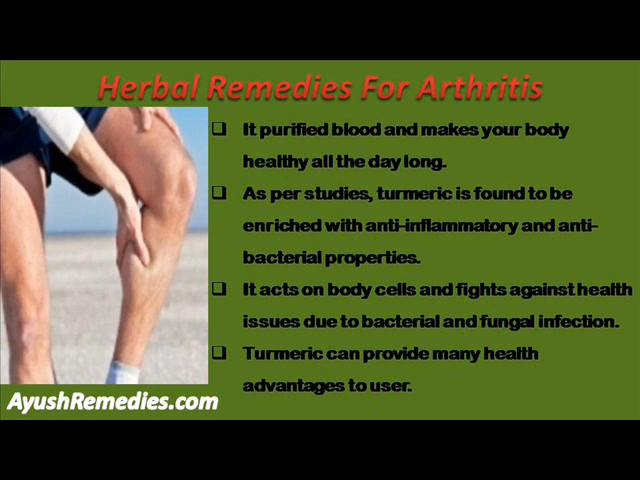 Herbal Remedies For Arthritis
❑ It purified blood and makes your body
healthy all the day long.
❑ As per studies, turmeric is found to be
enriched with anti-inflammatory and anti-
bacterial properties.
❑ It acts on body cells and fights against health
issues due to bacterial and fungal infection.
❑ Turmeric can provide many health
advantages to user.
AyushRemedies.com